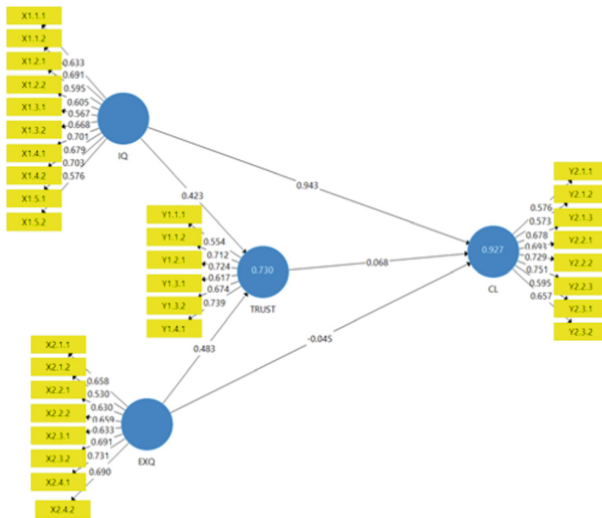 X1.1.1
X1.1.2
X1.2.1
X1.2.2
X1.3.1
X1.3.2
X1.4.1
X1.4.2
X1.5.1
X1.5.2
0.633
0.691
0.595
0.605
0.567
0.668
0.701
0.679
0.703
0.576
IQ
0.423
0.943
Y1.1.1
Y1.1.2
Y1.2.1
Y1.3.1
Y1.3.2
Y1.4.1
0.554
0.712
0.724
0.617
0.674
0.739
0.730
TRUST
0.068
0.483
-0.045
X2.1.1
X2.1.2
X2.2.1
X2.2.2
X2.3.1
X2.3.2
X2.4.1
X2.4.2
0.658
0.530
0.630
0.659
0.633
0.691
0.731
0.690
EXQ
0.927
CL
0.576
0.573
0.678
0.693
0.729
0.751
0.595
0.657
Y2.1.1
Y2.1.2
Y2.1.3
Y2.2.1
Y2.2.2
Y2.2.3
Y2.3.1
Y2.3.2